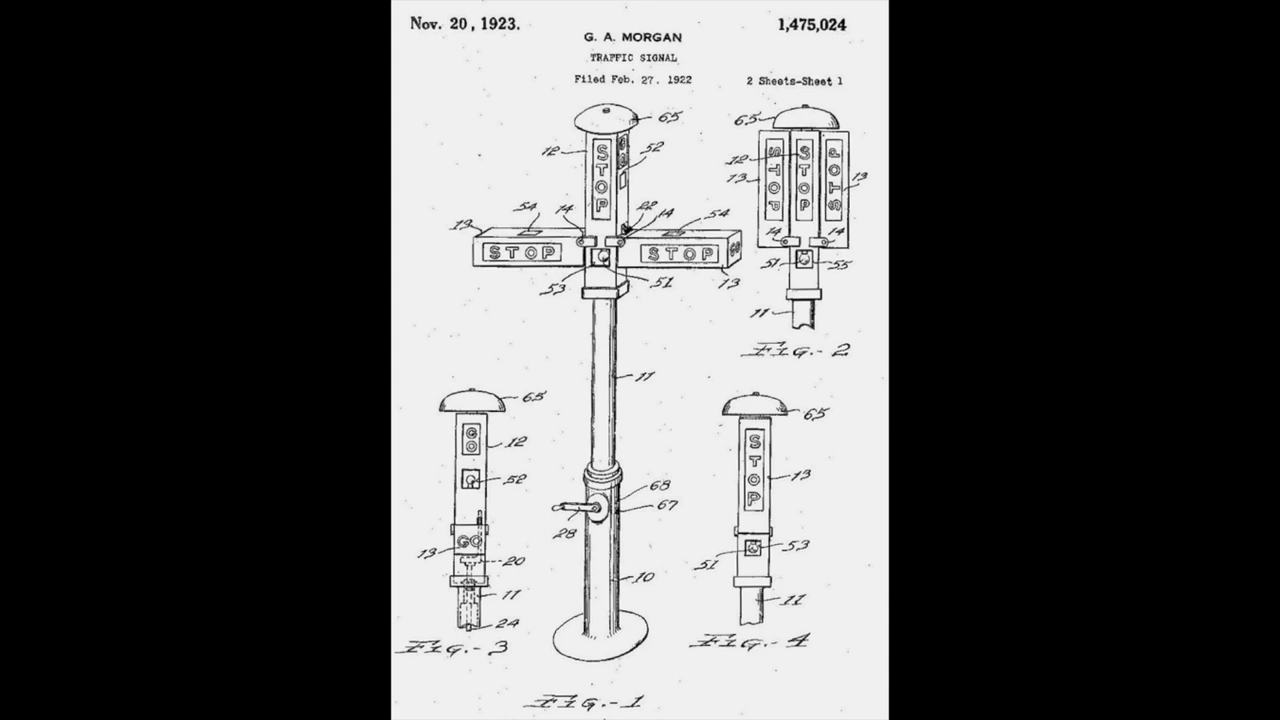 Nov. 20, 1923.
1,475,024
G. A. MORGAN
TRAFFIC SIGNAL
Filed Feb. 27. 1922
2 Sheets-Sheet 1
65
12
STOP
GO
52
54
14
22
14
54
13
STOP
STOP
GO
53
51
13
11
68
67
28
10
FIG.-1
65
12
STOP
STOP
STOP
13
13
14
14
51
55
11
FIG.-2
65
GO
12
52
GO
13
20
11
24
FIG.-3
65
STOP
13
53
51
11
FIG.-4